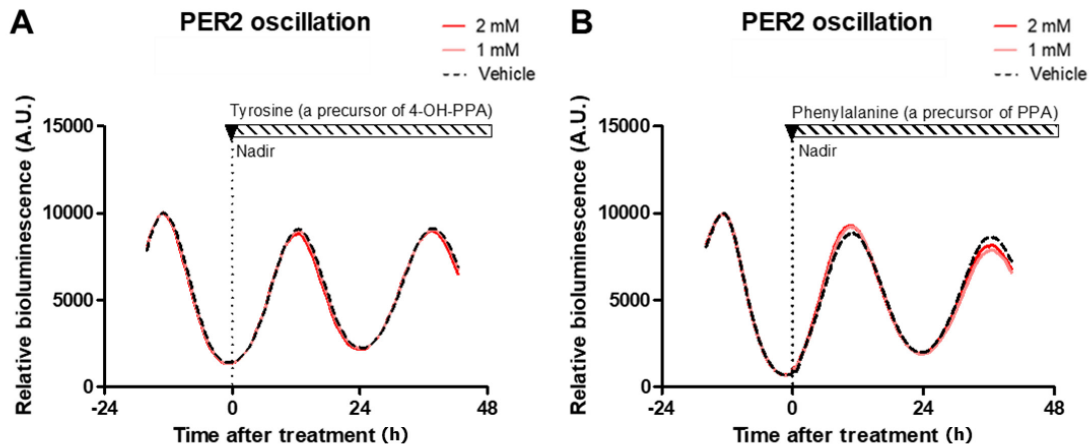 A
PER2 oscillation
2 mM
1 mM
Vehicle
Tyrosine (a precursor of 4-OH-PPA)
Nadir
Relative bioluminescence (A.U.)
15000
10000
5000
0
-24
0
24
48
Time after treatment (h)
B
PER2 oscillation
2 mM
1 mM
Vehicle
Phenylalanine (a precursor of PPA)
Nadir
Relative bioluminescence (A.U.)
15000
10000
5000
0
-24
0
24
48
Time after treatment (h)